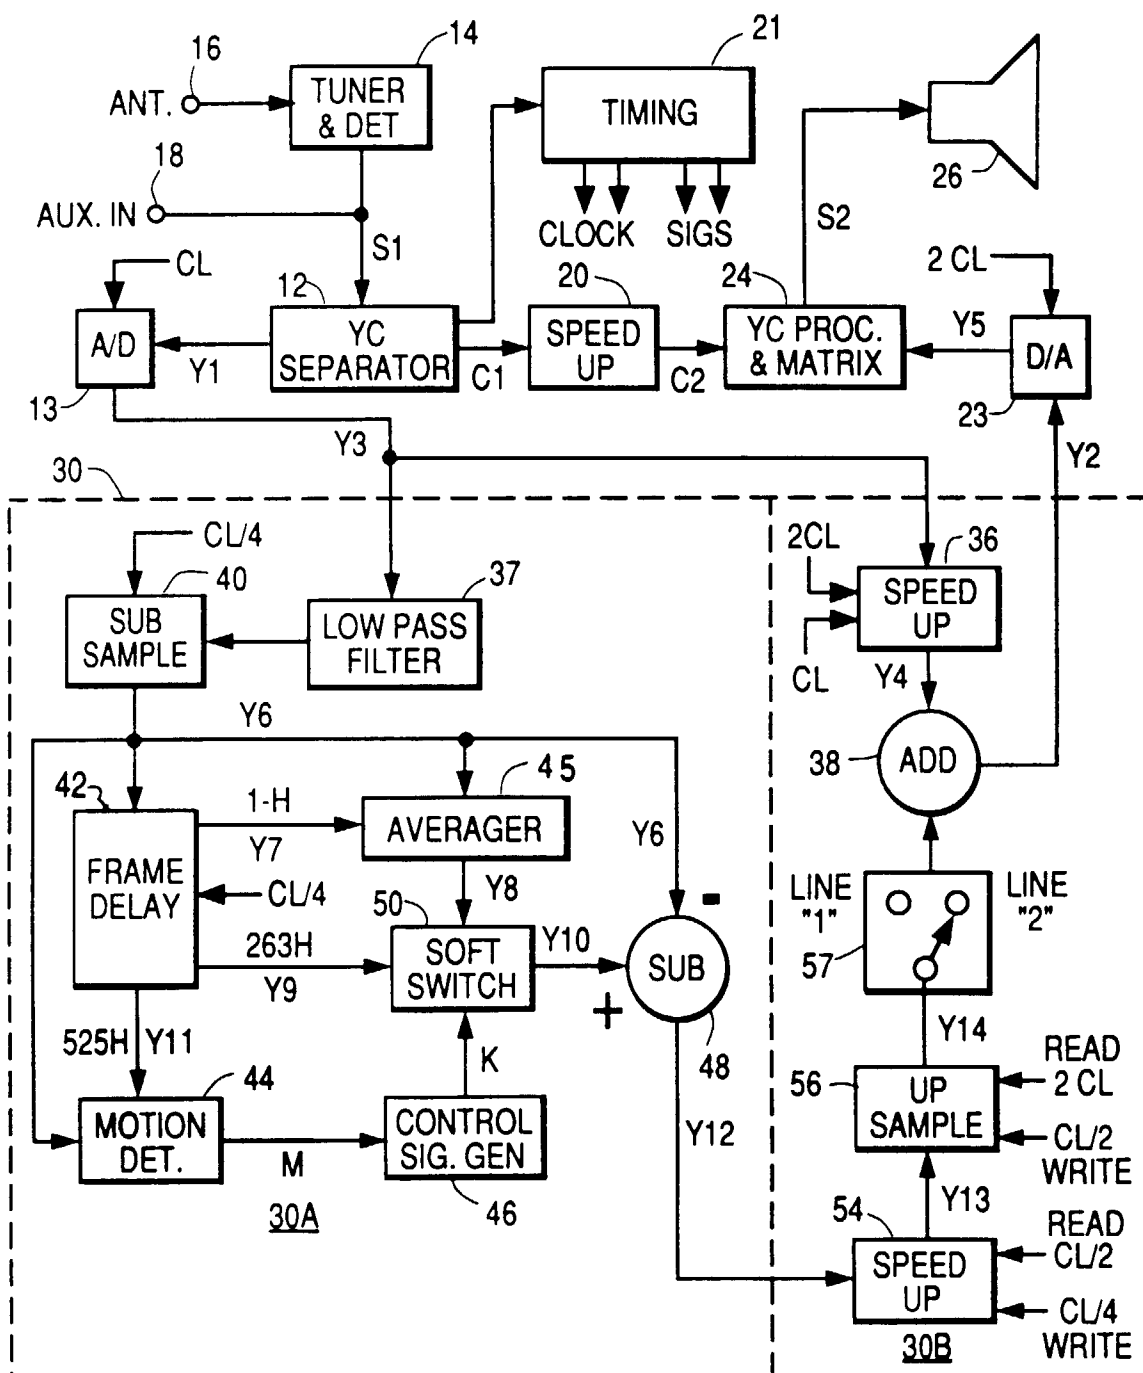 16
14
21
ANT.
TUNER
& DET
TIMING
26
18
AUX. IN
S1
CLOCK SIGS
S2
CL
12
20
24
2 CL
A/D
Y1
YC
SEPARATOR
C1
SPEED
UP
C2
YC PROC.
& MATRIX
Y5
D/A
13
23
Y3
Y2
30
CL/4
40
37
2CL
36
SUB
SAMPLE
LOW PASS
FILTER
SPEED
UP
CL
Y4
Y6
38
ADD
42
1-H
45
Y7
AVERAGER
Y6
FRAME
DELAY
CL/4
Y8
-
LINE
"1"
LINE
"2"
50
263H
Y9
SOFT
SWITCH
Y10
SUB
+
57
525H
Y11
K
48
Y14
44
56
UP
SAMPLE
READ
2 CL
MOTION
DET.
M
CONTROL
SIG. GEN
Y12
CL/2
WRITE
30A
46
Y13
54
SPEED
UP
READ
CL/2
CL/4
WRITE
30B